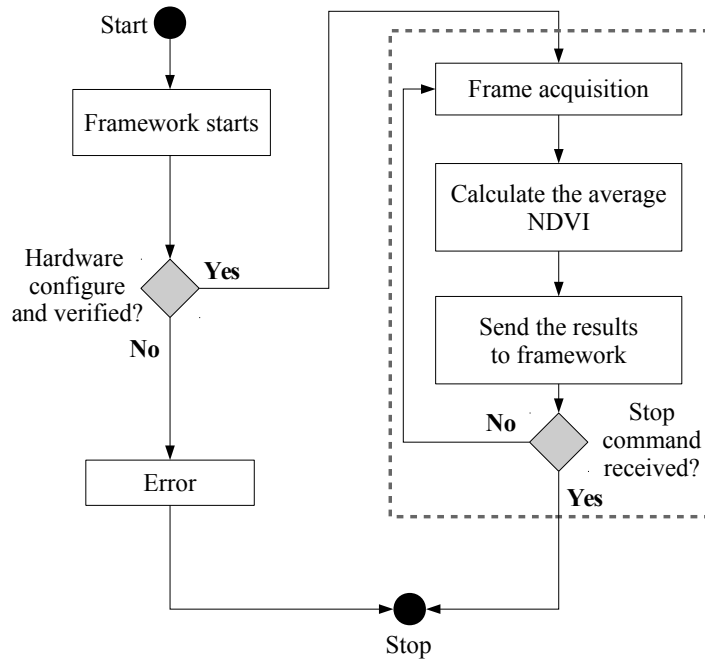 Start
Framework starts
Hardware
configure
and verified?
Yes
No
Error
Frame acquisition
Calculate the average
NDVI
Send the results
to framework
No
Stop
command
received?
Yes
Stop